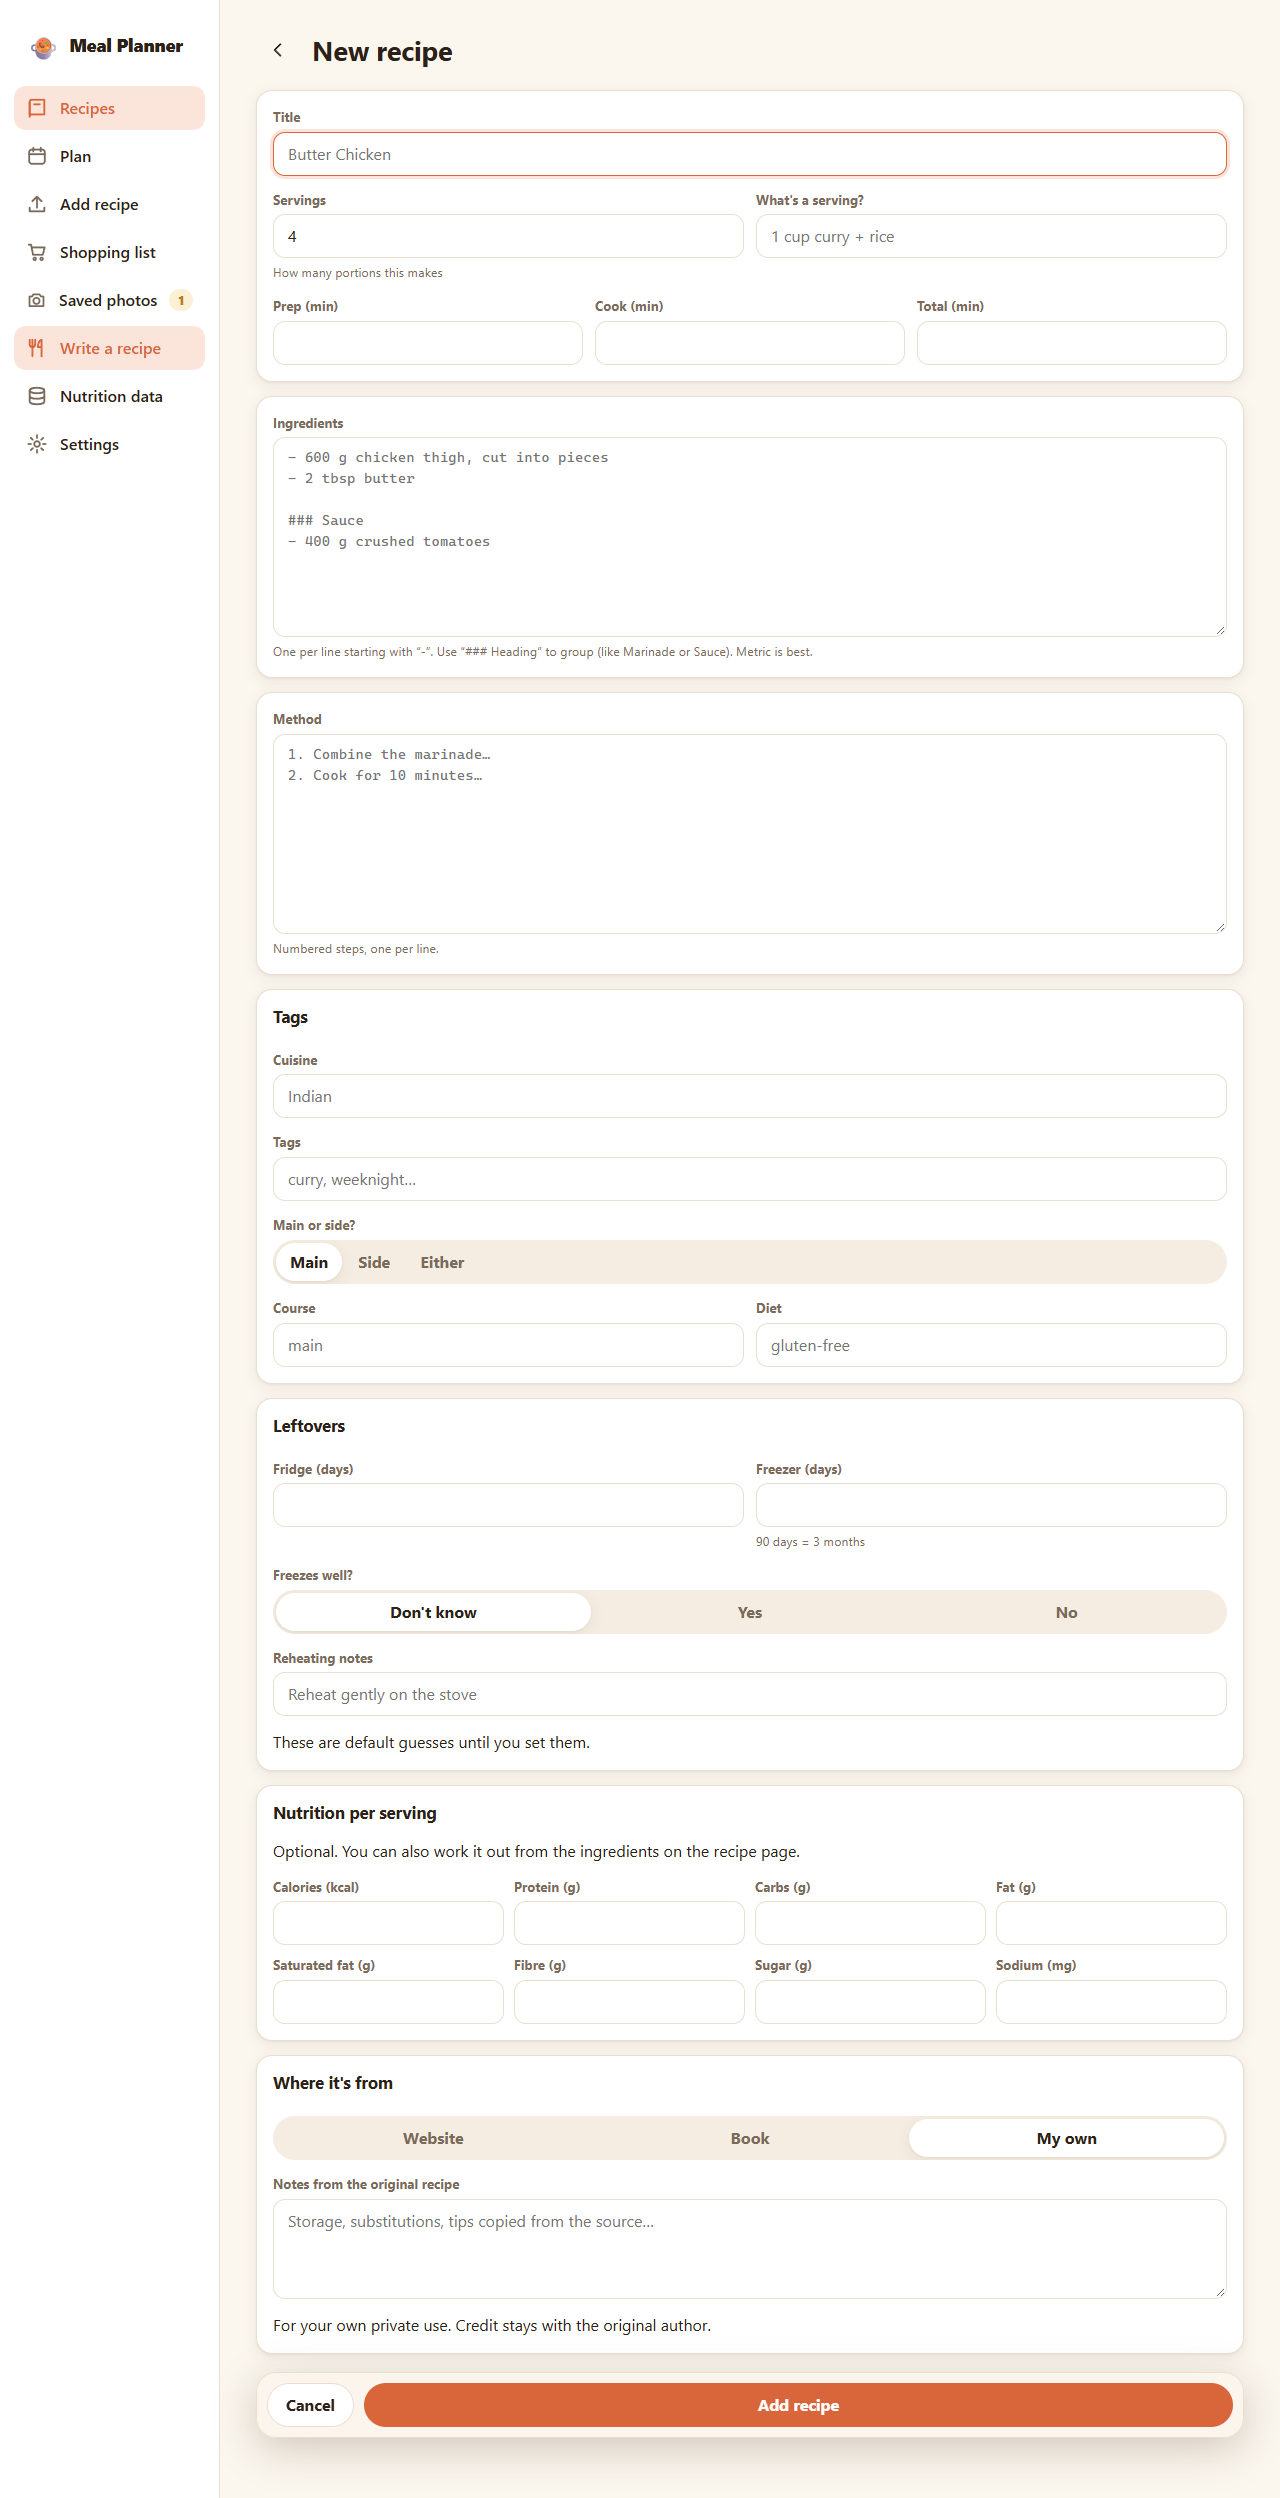 Meal Planner
Recipes
Plan
Add recipe
Shopping list
Saved photos 1
Write a recipe
Nutrition data
Settings
New recipe
Title
Butter Chicken
Servings
What's a serving?
4
1 cup curry + rice
How many portions this makes
Prep (min)
Cook (min)
Total (min)
Ingredients
- 600 g chicken thigh, cut into pieces
- 2 tbsp butter
### Sauce
- 400 g crushed tomatoes
One per line starting with “-”. Use “### Heading” to group (like Marinade or Sauce). Metric is best.
Method
1. Combine the marinade…
2. Cook for 10 minutes…
Numbered steps, one per line.
Tags
Cuisine
Indian
Tags
curry, weeknight…
Main or side?
Main Side Either
Course
Diet
main
gluten-free
Leftovers
Fridge (days)
Freezer (days)
90 days = 3 months
Freezes well?
Don't know Yes No
Reheating notes
Reheat gently on the stove
These are default guesses until you set them.
Nutrition per serving
Optional. You can also work it out from the ingredients on the recipe page.
Calories (kcal)
Protein (g)
Carbs (g)
Fat (g)
Saturated fat (g)
Fibre (g)
Sugar (g)
Sodium (mg)
Where it's from
Website Book My own
Notes from the original recipe
Storage, substitutions, tips copied from the source…
For your own private use. Credit stays with the original author.
Cancel
Add recipe